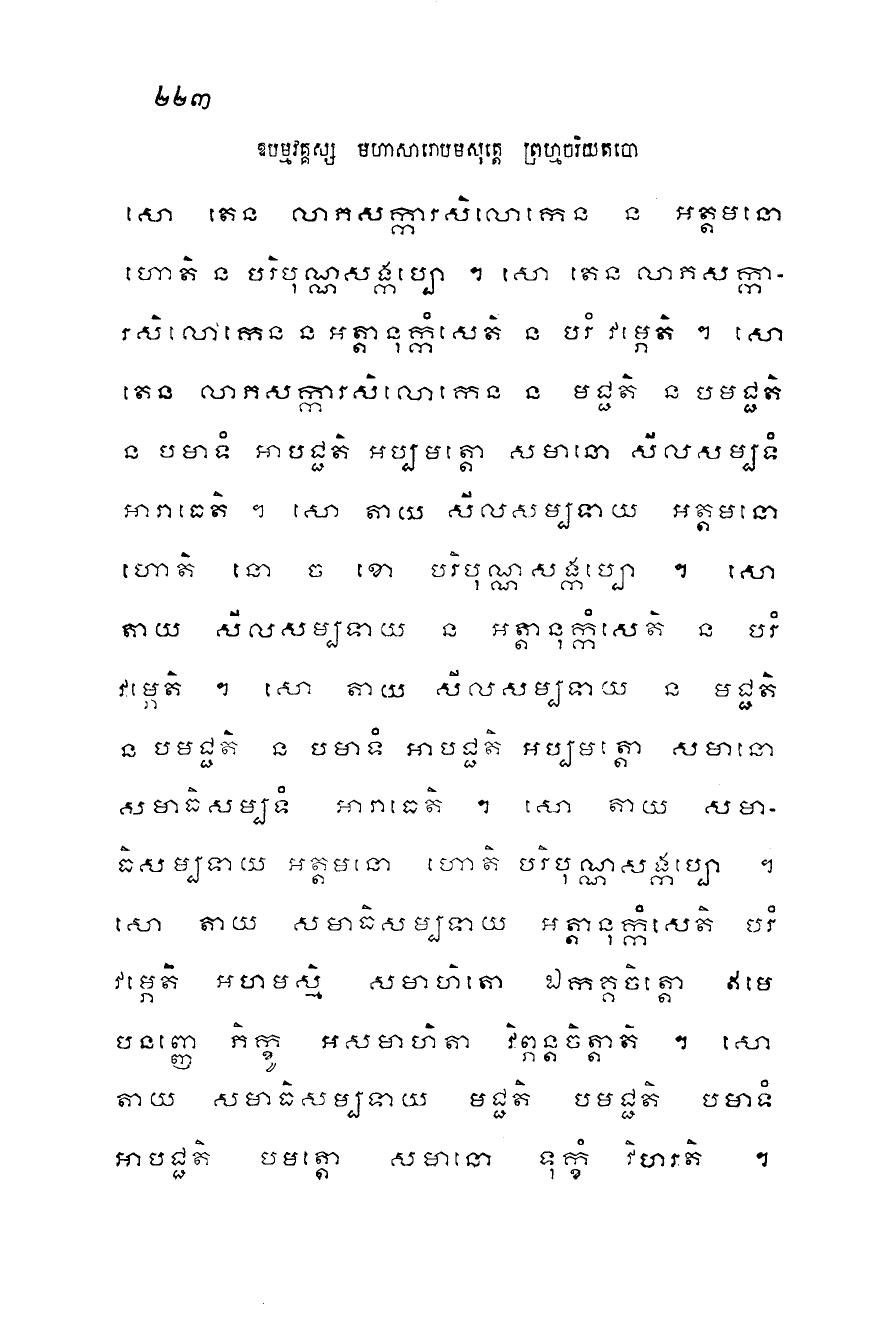 ២២៣
ឱបម្មវគ្គស្ស មហាសារោបមសុត្តេ ព្រហ្មចរិយតបោ
សោ តេន លាភសក្ការសិលោកេន ន អត្តមនោ
ហោតិ ន បរិបុណ្ណសង្កប្បោ ។ សោ តេន លាភសក្កា-
រសិលោកេន ន អត្តានុក្កំសេតិ ន បរំ វម្ភេតិ ។ សោ
តេន លាភសក្ការសិលោកេន ន មជ្ជតិ ន បមជ្ជតិ
ន បមាទំ អាបជ្ជតិ អប្បមត្តោ សមានោ សីលសម្បទំ
អារាធេតិ ។ សោ តាយ សីលសម្បទាយ អត្តមនោ
ហោតិ នោ ច ខោ បរិបុណ្ណសង្កប្បោ ។ សោ
តាយ សីលសម្បទាយ ន អត្តានុក្កំសេតិ ន បរំ
វម្ភេតិ ។ សោ តាយ សីលសម្បទាយ ន មជ្ជតិ
ន បមជ្ជតិ ន បមាទំ អាបជ្ជតិ អប្បមត្តោ សមានោ
សមាធិសម្បទំ អារាធេតិ ។ សោ តាយ សមា-
ធិសម្បទាយ អត្តមនោ ហោតិ បរិបុណ្ណសង្កប្បោ ។
សោ តាយ សមាធិសម្បទាយ អត្តានុក្កំសេតិ បរំ
វម្ភេតិ អហមស្មិ សមាហិតោ ឯកគ្គចិត្តោ ឥមេ
បនញ្ញេ ភិក្ខូ អសមាហិតា វិព្ភន្តចិត្តាតិ ។ សោ
តាយ សមាធិសម្បទាយ មជ្ជតិ បមជ្ជតិ បមាទំ
អាបជ្ជតិ បមត្តោ សមានោ ទុក្ខំ វិហរតិ ។